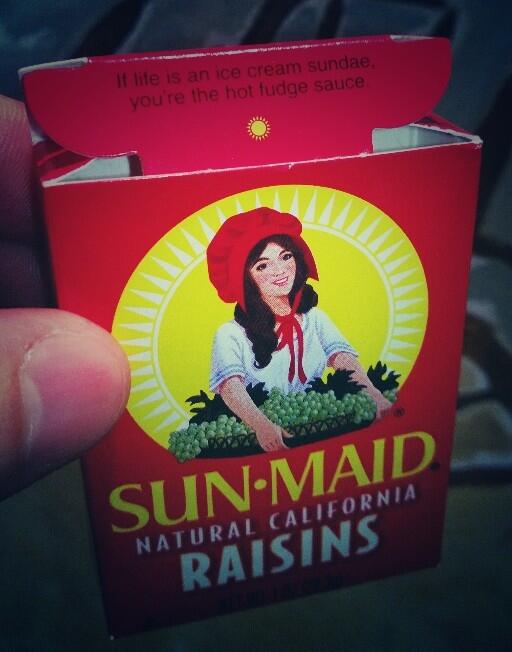 If life is an ice cream sundae,
you're the hot fudge sauce.
®
SUN•MAID®
NATURAL CALIFORNIA
RAISINS